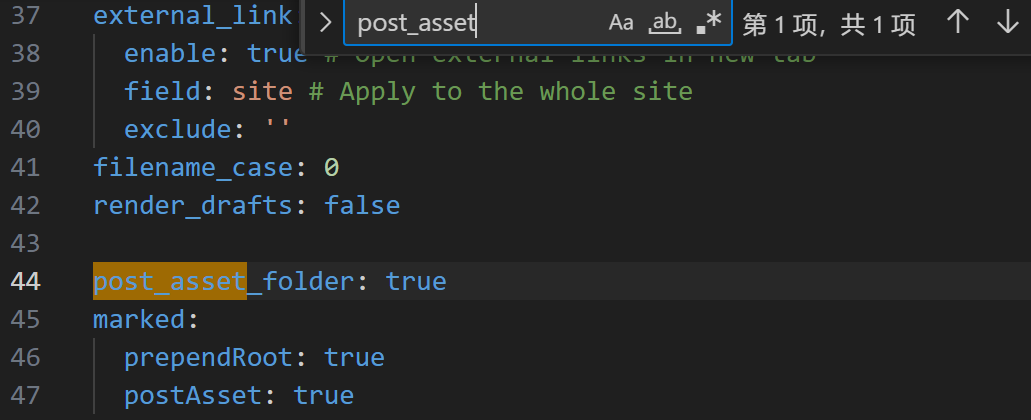 37 external_link
post_asset
Aa ab .* 第 1 项，共 1 项
38 enable: true # Open external links in new tab
39 field: site # Apply to the whole site
40 exclude: ''
41 filename_case: 0
42 render_drafts: false
43
44 post_asset_folder: true
45 marked:
46 prependRoot: true
47 postAsset: true